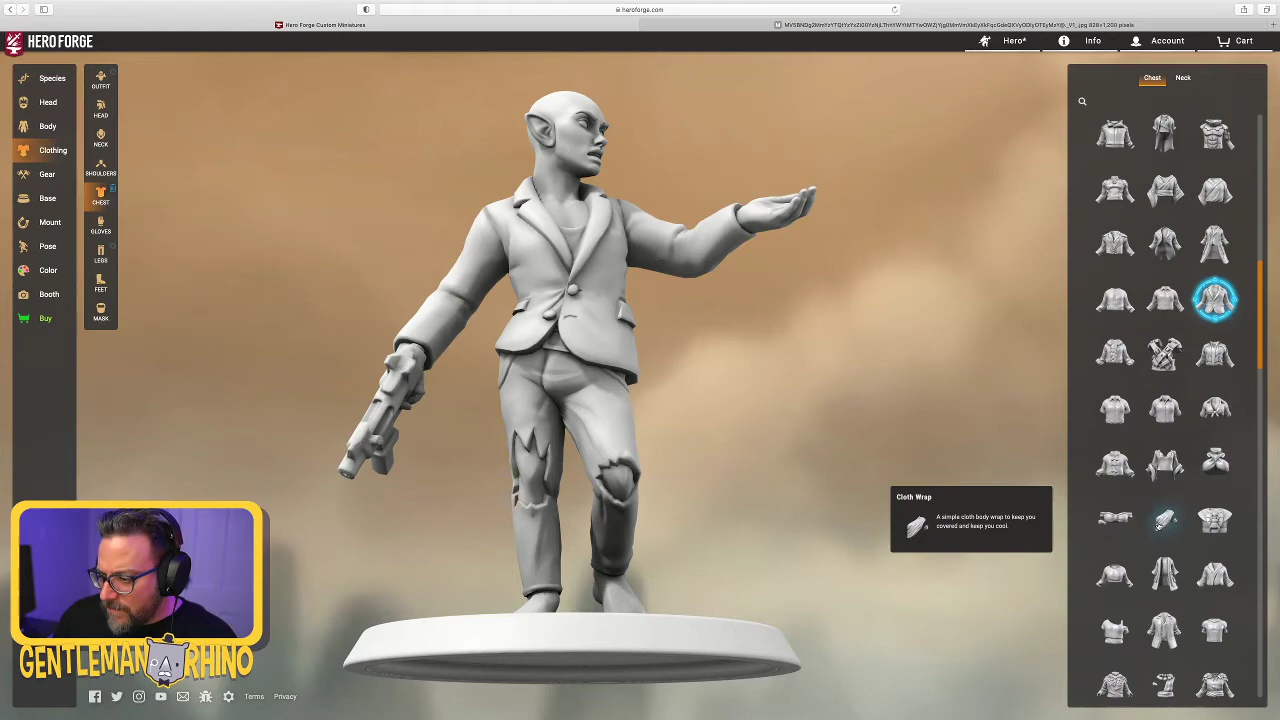 heroforge.com
Hero Forge Custom Miniatures
HERO FORGE
Hero*
Info
Account
Cart
Species
Head
Body
Clothing
Gear
Base
Mount
Pose
Color
Booth
Buy
OUTFIT
HEAD
NECK
SHOULDERS
CHEST
GLOVES
LEGS
FEET
MASK
Chest
Neck
Cloth Wrap
A simple cloth body wrap to keep you
covered and keep you cool.
GENTLEMAN RHINO
Terms
Privacy